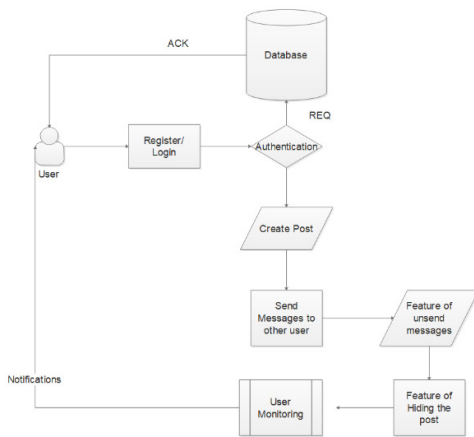 ACK
Database
REQ
User
Register/
Login
Authentication
Create Post
Send
Messages to
other user
Feature of
unsend
messages
Feature of
Hiding the
post
User
Monitoring
Notifications